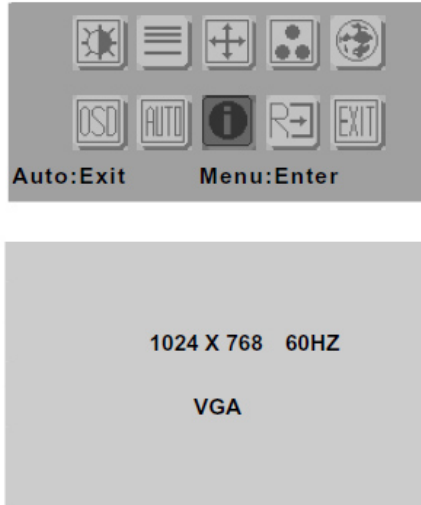 OSD AUTO i R EXIT
Auto:Exit Menu:Enter
1024 X 768 60HZ
VGA